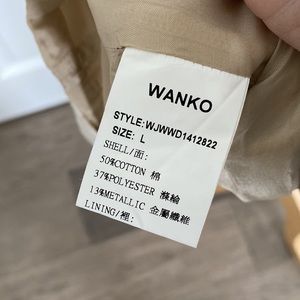 WANKO
STYLE:WJWWD1412822
SIZE: L
SHELL/面:
50%COTTON 棉
37%POLYESTER 滌綸
13%METALLIC 金屬纖維
LINING/裡: